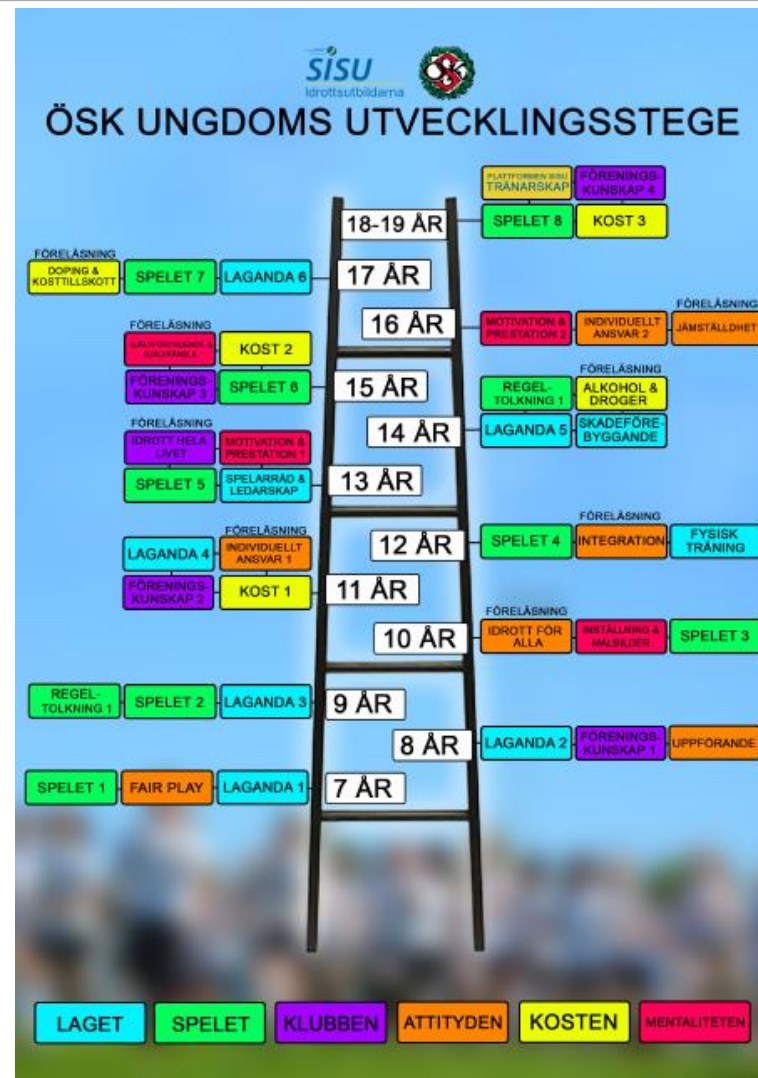 SISU
Idrottsutbildarna
ÖSK
ÖSK UNGDOMS UTVECKLINGSSTEGE
PLATTFORMEN SISU
TRÄNARSKAP
FÖRENINGS-
KUNSKAP 4
18-19 ÅR
SPELET 8
KOST 3
FÖRELÄSNING
DOPING &
KOSTTILLSKOTT
SPELET 7
LAGANDA 6
17 ÅR
16 ÅR
MOTIVATION &
PRESTATION 2
INDIVIDUELLT
ANSVAR 2
FÖRELÄSNING
JÄMSTÄLLDHET
FÖRELÄSNING
SJÄLVFÖRTROENDE &
SJÄLVKÄNSLA
KOST 2
FÖRENINGS-
KUNSKAP 3
SPELET 6
15 ÅR
FÖRELÄSNING
REGEL-
TOLKNING 1
ALKOHOL &
DROGER
14 ÅR
LAGANDA 5
SKADEFÖRE-
BYGGANDE
FÖRELÄSNING
IDROTT HELA
LIVET
MOTIVATION &
PRESTATION 1
SPELET 5
SPELARRÅD &
LEDARSKAP
13 ÅR
FÖRELÄSNING
12 ÅR
SPELET 4
INTEGRATION
FYSISK
TRÄNING
FÖRELÄSNING
LAGANDA 4
INDIVIDUELLT
ANSVAR 1
FÖRENINGS-
KUNSKAP 2
KOST 1
11 ÅR
FÖRELÄSNING
10 ÅR
IDROTT FÖR
ALLA
INSTÄLLNING &
MÅLBILDER
SPELET 3
REGEL-
TOLKNING 1
SPELET 2
LAGANDA 3
9 ÅR
8 ÅR
LAGANDA 2
FÖRENINGS-
KUNSKAP 1
UPPFÖRANDE
SPELET 1
FAIR PLAY
LAGANDA 1
7 ÅR
LAGET
SPELET
KLUBBEN
ATTITYDEN
KOSTEN
MENTALITETEN